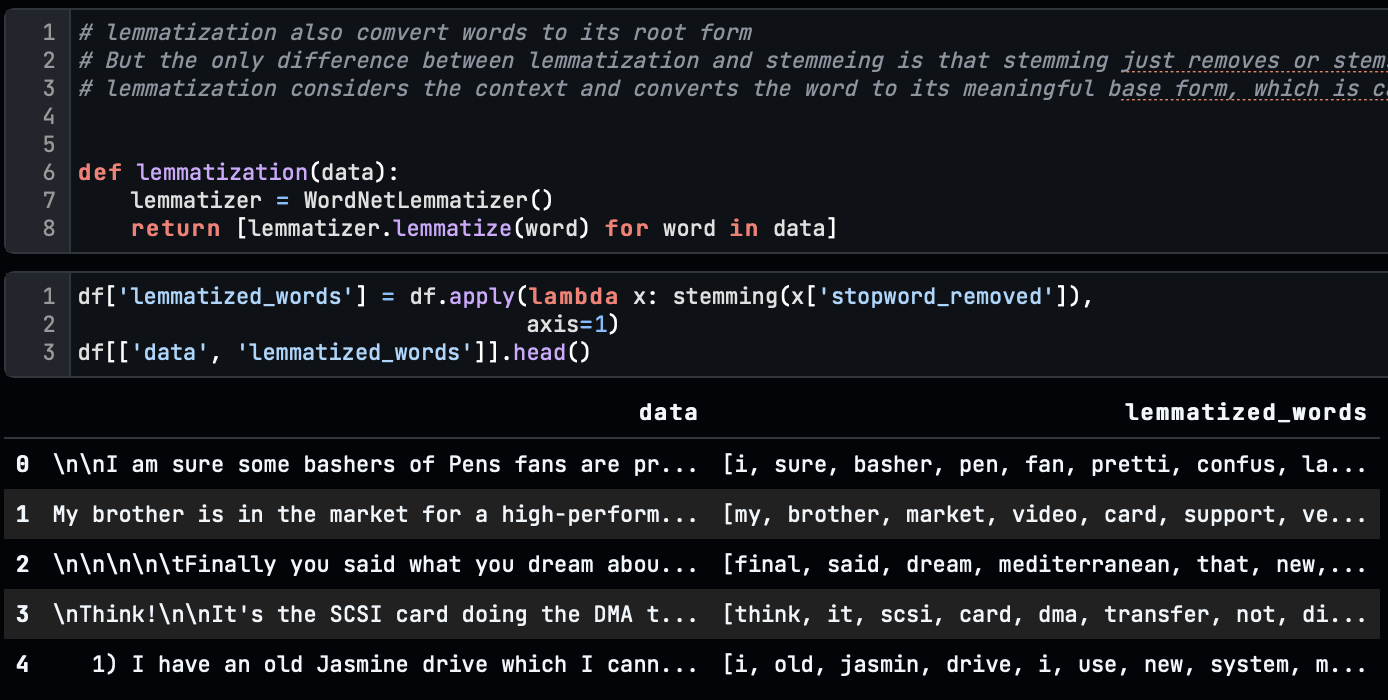 1 # lemmatization also comvert words to its root form
2 # But the only difference between lemmatization and stemmeing is that stemming just removes or stem
3 # lemmatization considers the context and converts the word to its meaningful base form, which is ca
4
5
6 def lemmatization(data):
7     lemmatizer = WordNetLemmatizer()
8     return [lemmatizer.lemmatize(word) for word in data]
1 df['lemmatized_words'] = df.apply(lambda x: stemming(x['stopword_removed']),
2                                   axis=1)
3 df[['data', 'lemmatized_words']].head()
data lemmatized_words
0 \n\nI am sure some bashers of Pens fans are pr... [i, sure, basher, pen, fan, pretti, confus, la...
1 My brother is in the market for a high-perform... [my, brother, market, video, card, support, ve...
2 \n\n\n\n\tFinally you said what you dream abou... [final, said, dream, mediterranean, that, new,...
3 \nThink!\n\nIt's the SCSI card doing the DMA t... [think, it, scsi, card, dma, transfer, not, di...
4 1) I have an old Jasmine drive which I cann... [i, old, jasmin, drive, i, use, new, system, m...